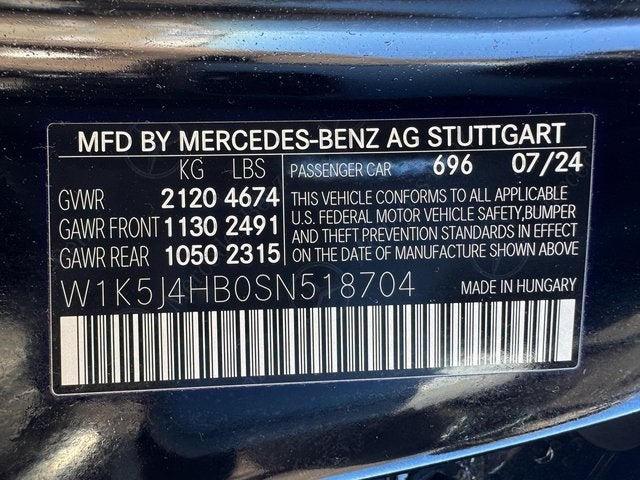 MFD BY MERCEDES-BENZ AG STUTTGART
KG LBS PASSENGER CAR 696 07/24
GVWR 2120 4674
GAWR FRONT 1130 2491
GAWR REAR 1050 2315
THIS VEHICLE CONFORMS TO ALL APPLICABLE
U.S. FEDERAL MOTOR VEHICLE SAFETY,BUMPER
AND THEFT PREVENTION STANDARDS IN EFFECT
ON THE DATE OF MANUFACTURE SHOWN ABOVE
W1K5J4HB0SN518704 MADE IN HUNGARY